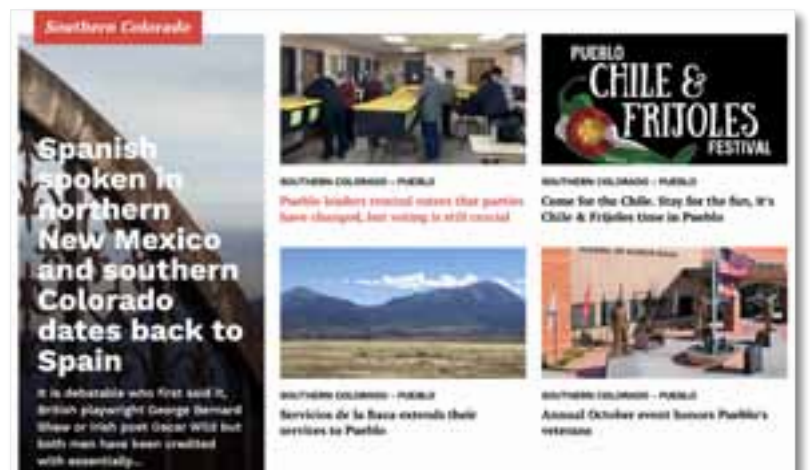 Southern Colorado
Spanish
spoken in
northern
New Mexico
and southern
Colorado
dates back to
Spain
It is debatable who first said it,
British playwright George Bernard
Shaw or Irish poet Oscar Wild but
both men have been credited
with essentially...
SOUTHERN COLORADO - PUEBLO
Pueblo leaders remind voters that parties
have changed, but voting is still crucial
PUEBLO
CHILE &
FRIJOLES
FESTIVAL
SOUTHERN COLORADO - PUEBLO
Come for the Chile. Stay for the fun, It's
Chile & Frijoles time in Pueblo
SOUTHERN COLORADO - PUEBLO
Servicios de la Raza extends their
services to Pueblo
SOUTHERN COLORADO - PUEBLO
Annual October event honors Pueblo's
veterans